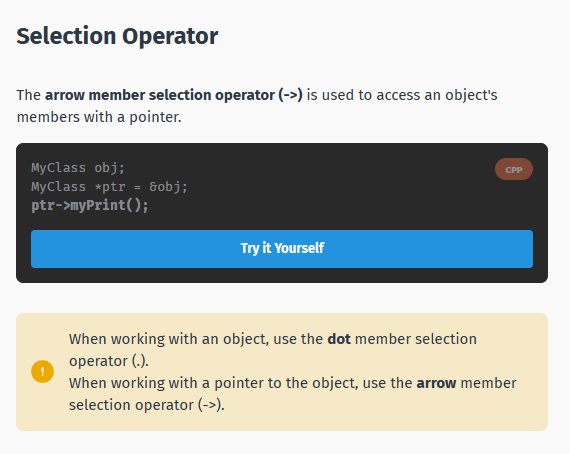 Selection Operator
The arrow member selection operator (->) is used to access an object's
members with a pointer.
MyClass obj;
CPP
MyClass *ptr = &obj;
ptr->myPrint();
Try it Yourself
When working with an object, use the dot member selection
operator (.).
!
When working with a pointer to the object, use the arrow member
selection operator (->).